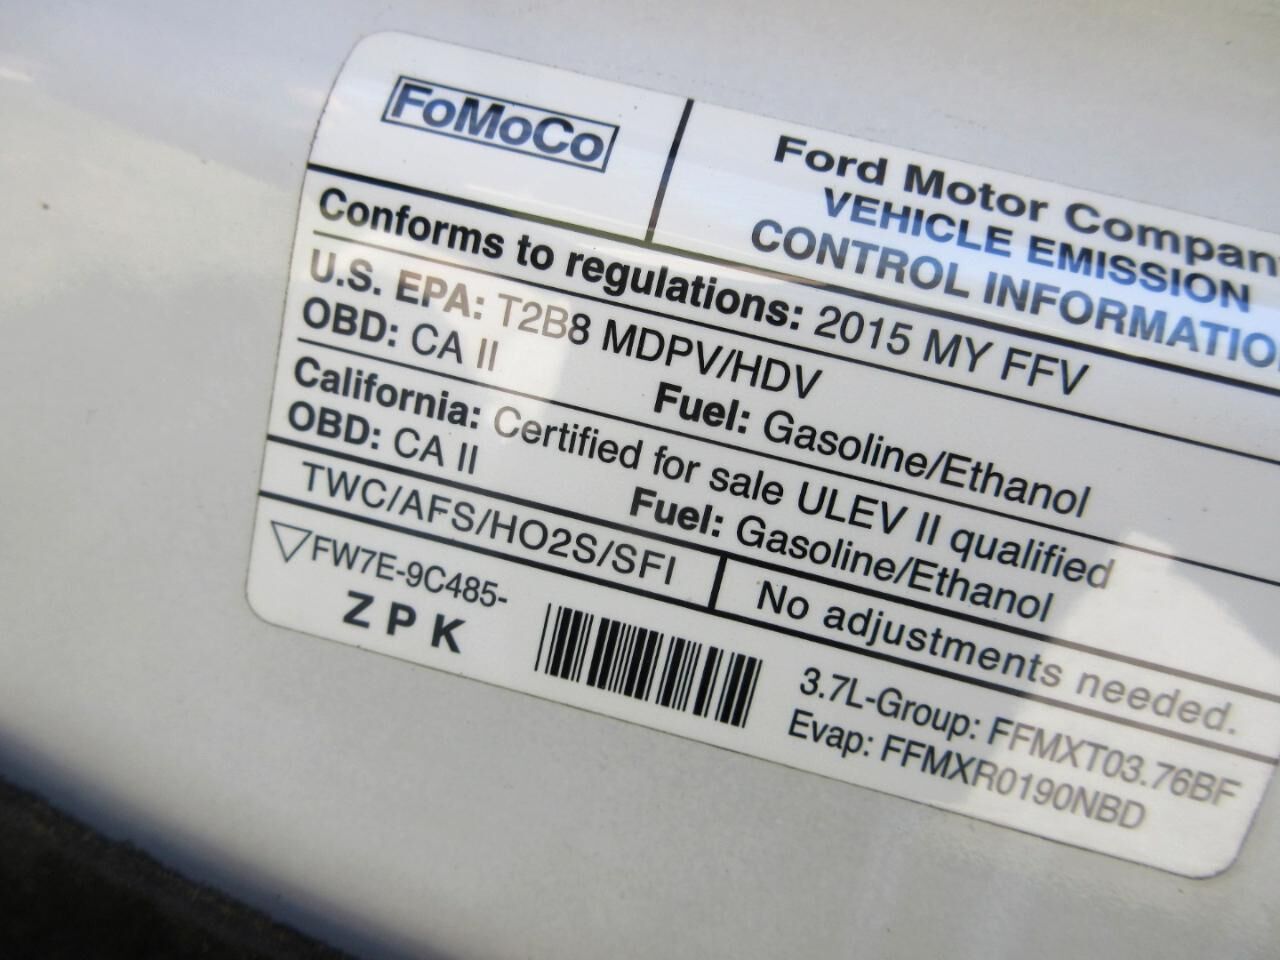 FoMoCo
Ford Motor Company
VEHICLE EMISSION
CONTROL INFORMATIO
Conforms to regulations: 2015 MY FFV
U.S. EPA: T2B8 MDPV/HDV
OBD: CA II Fuel: Gasoline/Ethanol
California: Certified for sale ULEV II qualified
OBD: CA II Fuel: Gasoline/Ethanol
TWC/AFS/HO2S/SFI No adjustments needed.
FW7E-9C485-
ZPK
3.7L-Group: FFMXT03.76BF
Evap: FFMXR0190NBD